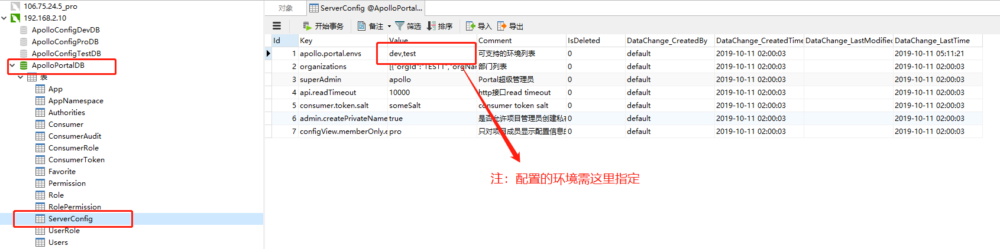 106.75.24.5_pro
192.168.2.10
ApolloConfigDevDB
ApolloConfigProDB
ApolloConfigTestDB
ApolloPortalDB
表
App
AppNamespace
Authorities
Consumer
ConsumerAudit
ConsumerRole
ConsumerToken
Favorite
Permission
Role
RolePermission
ServerConfig
UserRole
Users
对象 ServerConfig @ApolloPortal...
开始事务 备注 筛选 排序 导入 导出
Id Key Value Comment IsDeleted DataChange_CreatedBy DataChange_CreatedTime DataChange_LastModified DataChange_LastTime
1 apollo.portal.envs dev,test 可支持的环境列表 0 default 2019-10-11 02:00:03 2019-10-11 05:11:21
2 organizations [{"orgId":"TEST1","orgNam 部门列表 0 default 2019-10-11 02:00:03 2019-10-11 02:00:03
3 superAdmin apollo Portal超级管理员 0 default 2019-10-11 02:00:03 2019-10-11 02:00:03
4 api.readTimeout 10000 http接口read timeout 0 default 2019-10-11 02:00:03 2019-10-11 02:00:03
5 consumer.token.salt someSalt consumer token salt 0 default 2019-10-11 02:00:03 2019-10-11 02:00:03
6 admin.createPrivateName true 是否允许项目管理员创建私有 0 default 2019-10-11 02:00:03 2019-10-11 02:00:03
7 configView.memberOnly.e pro 只对项目成员显示配置信息的 0 default 2019-10-11 02:00:03 2019-10-11 02:00:03
注：配置的环境需这里指定